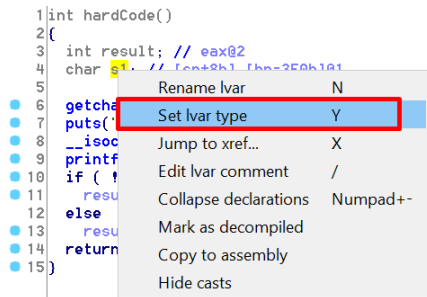 1 int hardCode()
2 {
3 int result; // eax@2
4 char s1; // [sp+8h] [bp-3F0h]@1
5
6 getcha
7 puts("
8 __isoc
9 printf
10 if ( !
11 resu
12 else
13 resu
14 return
15 }
Rename lvar N
Set lvar type Y
Jump to xref... X
Edit lvar comment /
Collapse declarations Numpad+-
Mark as decompiled
Copy to assembly
Hide casts